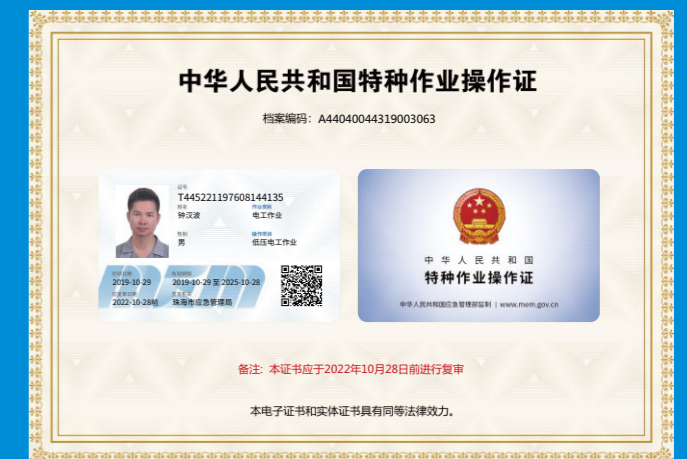 中华人民共和国特种作业操作证
档案编码：A44040044319003063
证号
T445221197608144135
姓名
钟汉波
作业类别
电工作业
性别
男
操作项目
低压电工作业
初领日期
2019-10-29
有效期限
2019-10-29 至 2025-10-28
应复审日期
2022-10-28前
签发机关
珠海市应急管理局
中华人民共和国
特种作业操作证
中华人民共和国应急管理部监制 | www.mem.gov.cn
备注: 本证书应于2022年10月28日前进行复审
本电子证书和实体证书具有同等法律效力。